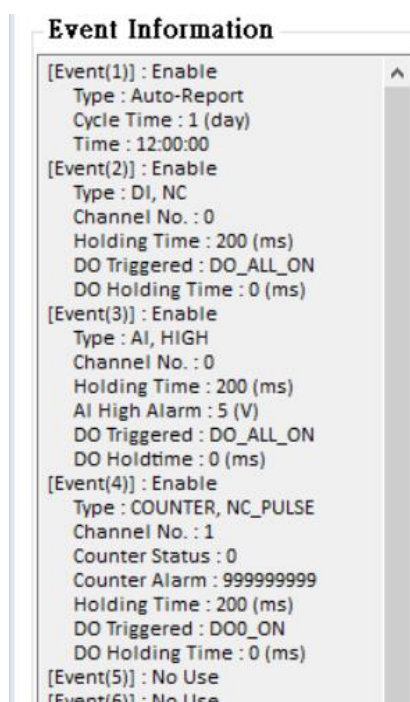 Event Information
[Event(1)] : Enable
Type : Auto-Report
Cycle Time : 1 (day)
Time : 12:00:00
[Event(2)] : Enable
Type : DI, NC
Channel No. : 0
Holding Time : 200 (ms)
DO Triggered : DO_ALL_ON
DO Holding Time : 0 (ms)
[Event(3)] : Enable
Type : AI, HIGH
Channel No. : 0
Holding Time : 200 (ms)
AI High Alarm : 5 (V)
DO Triggered : DO_ALL_ON
DO Holdtime : 0 (ms)
[Event(4)] : Enable
Type : COUNTER, NC_PULSE
Channel No. : 1
Counter Status : 0
Counter Alarm : 999999999
Holding Time : 200 (ms)
DO Triggered : DO0_ON
DO Holding Time : 0 (ms)
[Event(5)] : No Use
[Event(6)] : No Use